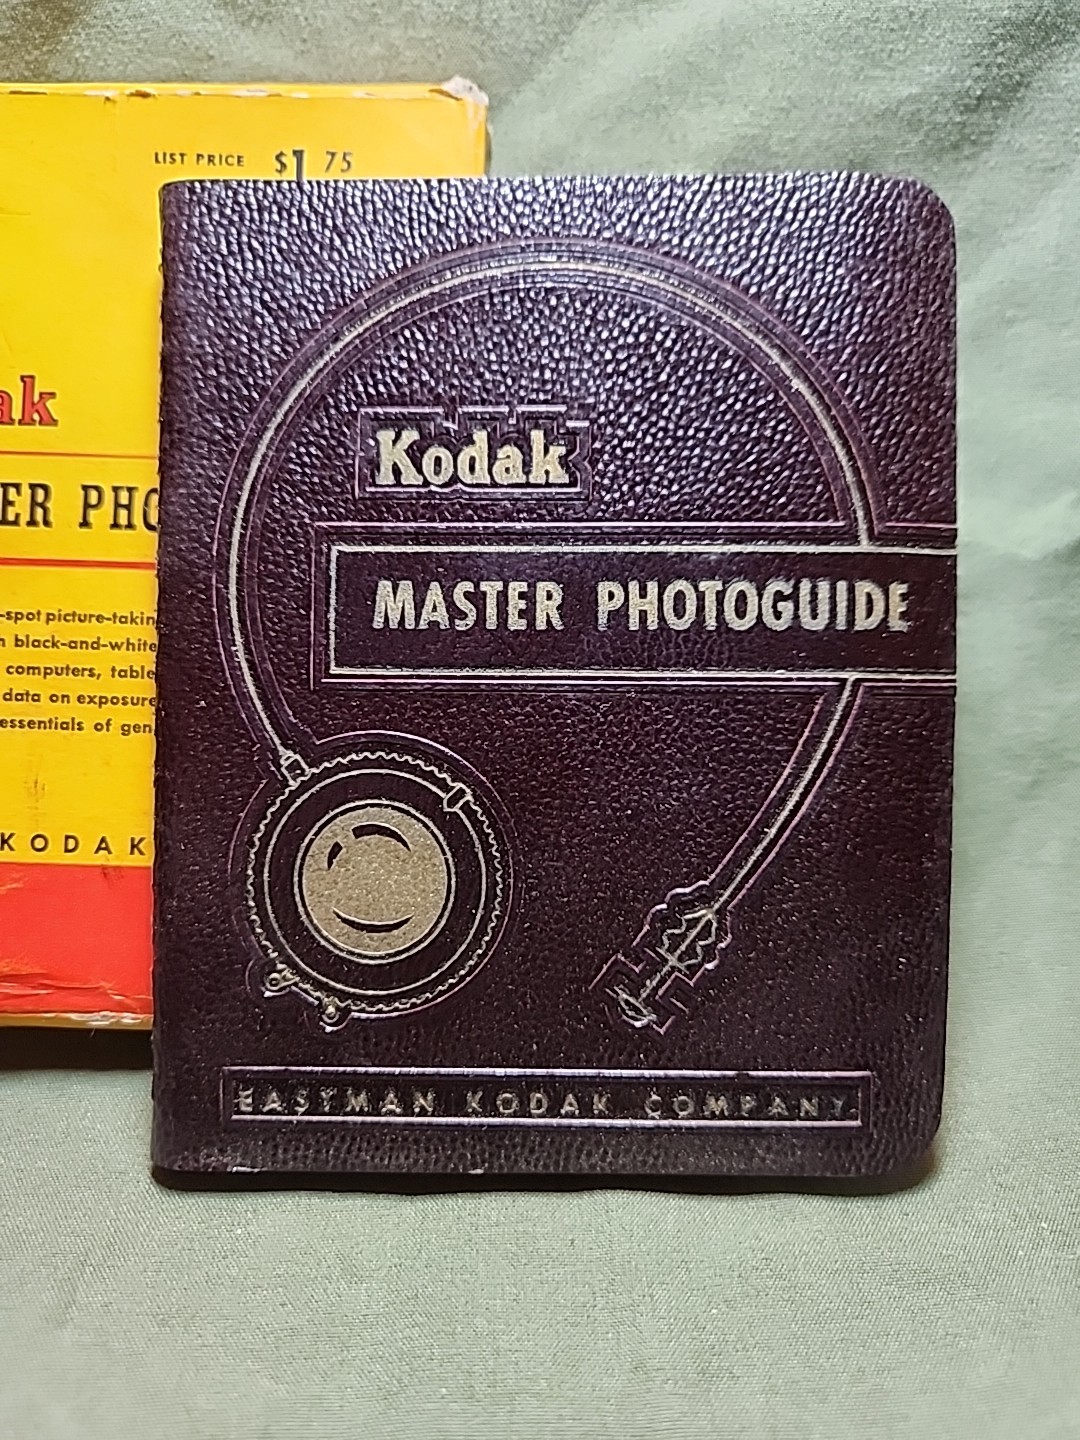 LIST PRICE $1 75
ak
ER PHO
-spot picture-takin
h black-and-white
computers, table
data on exposure
essentials of gen
KODAK
Kodak
MASTER PHOTOGUIDE
EASTMAN KODAK COMPANY